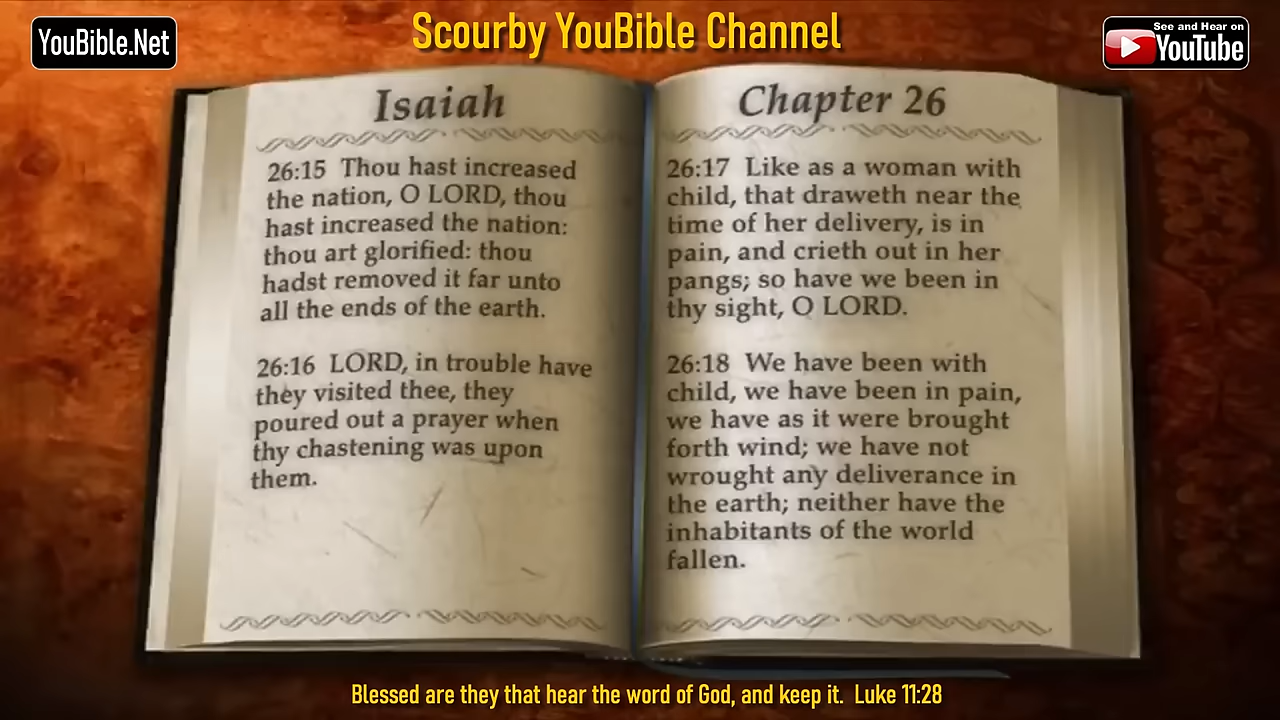 YouBible.Net
Scourby YouBible Channel
See and Hear on
YouTube
Isaiah
26:15 Thou hast increased
the nation, O LORD, thou
hast increased the nation:
thou art glorified: thou
hadst removed it far unto
all the ends of the earth.
26:16 LORD, in trouble have
they visited thee, they
poured out a prayer when
thy chastening was upon
them.
Chapter 26
26:17 Like as a woman with
child, that draweth near the
time of her delivery, is in
pain, and crieth out in her
pangs; so have we been in
thy sight, O LORD.
26:18 We have been with
child, we have been in pain,
we have as it were brought
forth wind; we have not
wrought any deliverance in
the earth; neither have the
inhabitants of the world
fallen.
Blessed are they that hear the word of God, and keep it. Luke 11:28